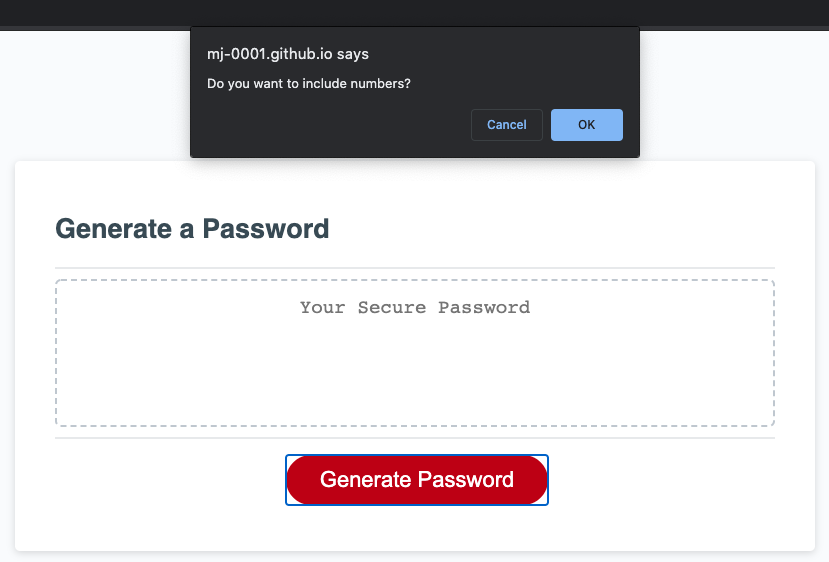 mj-0001.github.io says
Do you want to include numbers?
Cancel OK
Generate a Password
Your Secure Password
Generate Password